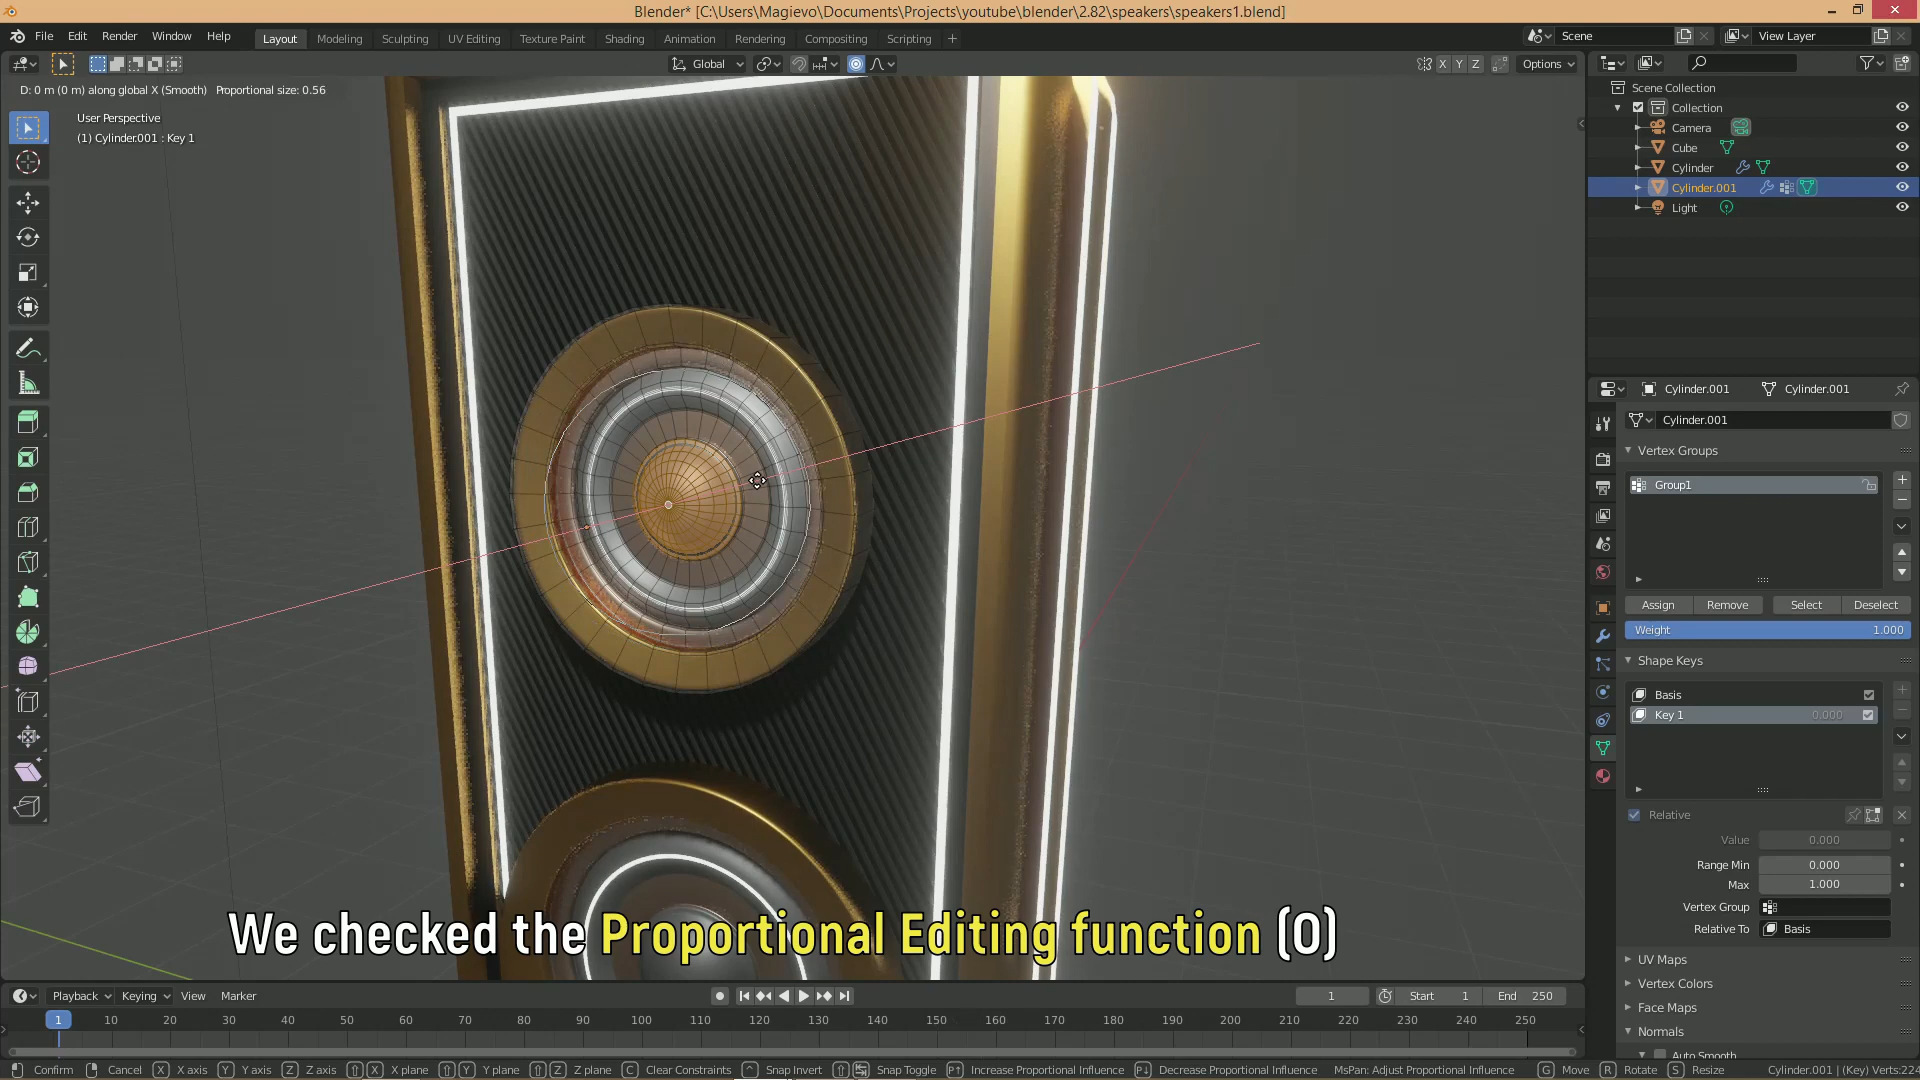 Blender* [C:\Users\Magievo\Documents\Projects\youtube\blender\2.82\speakers\speakers1.blend]
File Edit Render Window Help Layout Modeling Sculpting UV Editing Texture Paint Shading Animation Rendering Compositing Scripting Scene View Layer
Global X Y Z Options
D: 0 m (0 m) along global X (Smooth) Proportional size: 0.56
User Perspective
(1) Cylinder.001 : Key 1
Scene Collection
Collection
Camera
Cube
Cylinder
Cylinder.001
Light
Cylinder.001 Cylinder.001
Cylinder.001
Vertex Groups
Group1
Assign Remove Select Deselect
Weight 1.000
Shape Keys
Basis
Key 1 0.000
Relative
Value 0.000
Range Min 0.000
Max 1.000
Vertex Group
Relative To Basis
UV Maps
Vertex Colors
Face Maps
Normals
Auto Smooth
We checked the Proportional Editing function (O)
Playback Keying View Marker 1 Start 1 End 250
1 10 20 30 40 50 60 70 80 90 100 110 120 130 140 150 160 170 180 190 200 210 220 230 240 250
Confirm Cancel X X axis Y Y axis Z Z axis X X plane Y Y plane Z Z plane C Clear Constraints Snap Invert Snap Toggle Increase Proportional Influence Decrease Proportional Influence MsPan: Adjust Proportional Influence G Move R Rotate S Resize Cylinder.001 | (Key) Verts:224